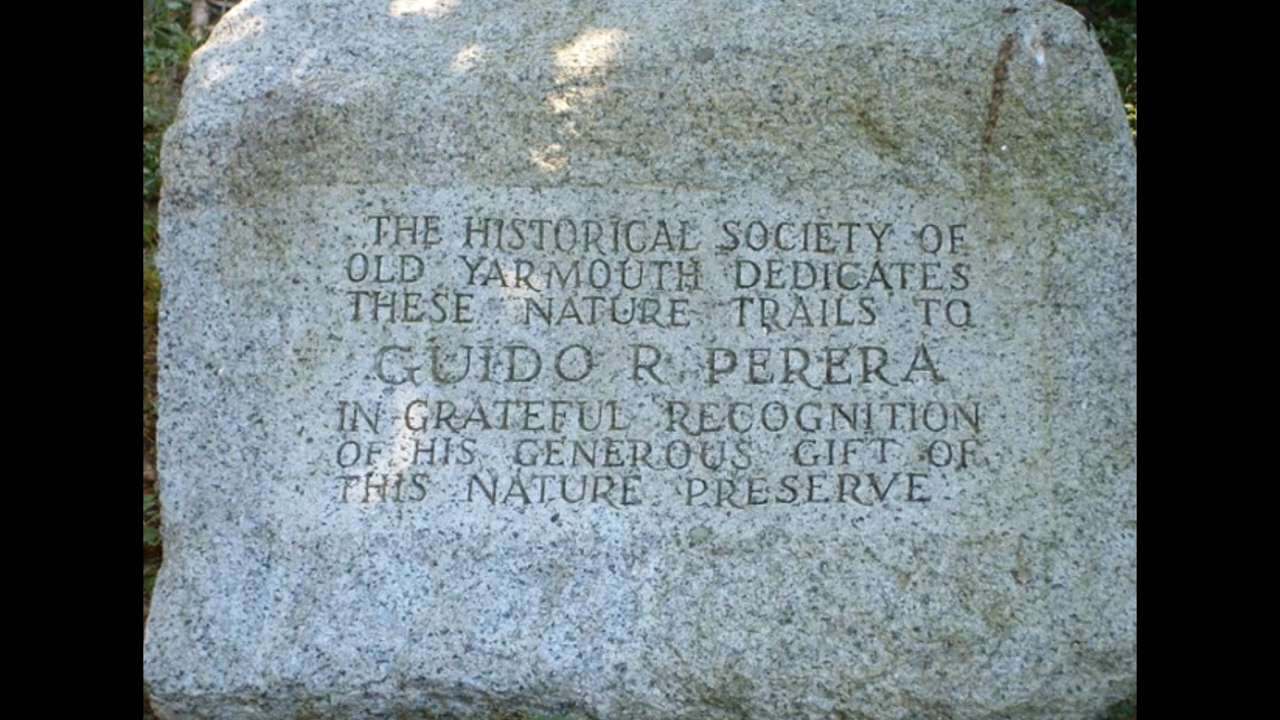 THE HISTORICAL SOCIETY OF
OLD YARMOUTH DEDICATES
THESE NATURE TRAILS TO
GUIDO R PERERA
IN GRATEFUL RECOGNITION
OF HIS GENEROUS GIFT OF
THIS NATURE PRESERVE